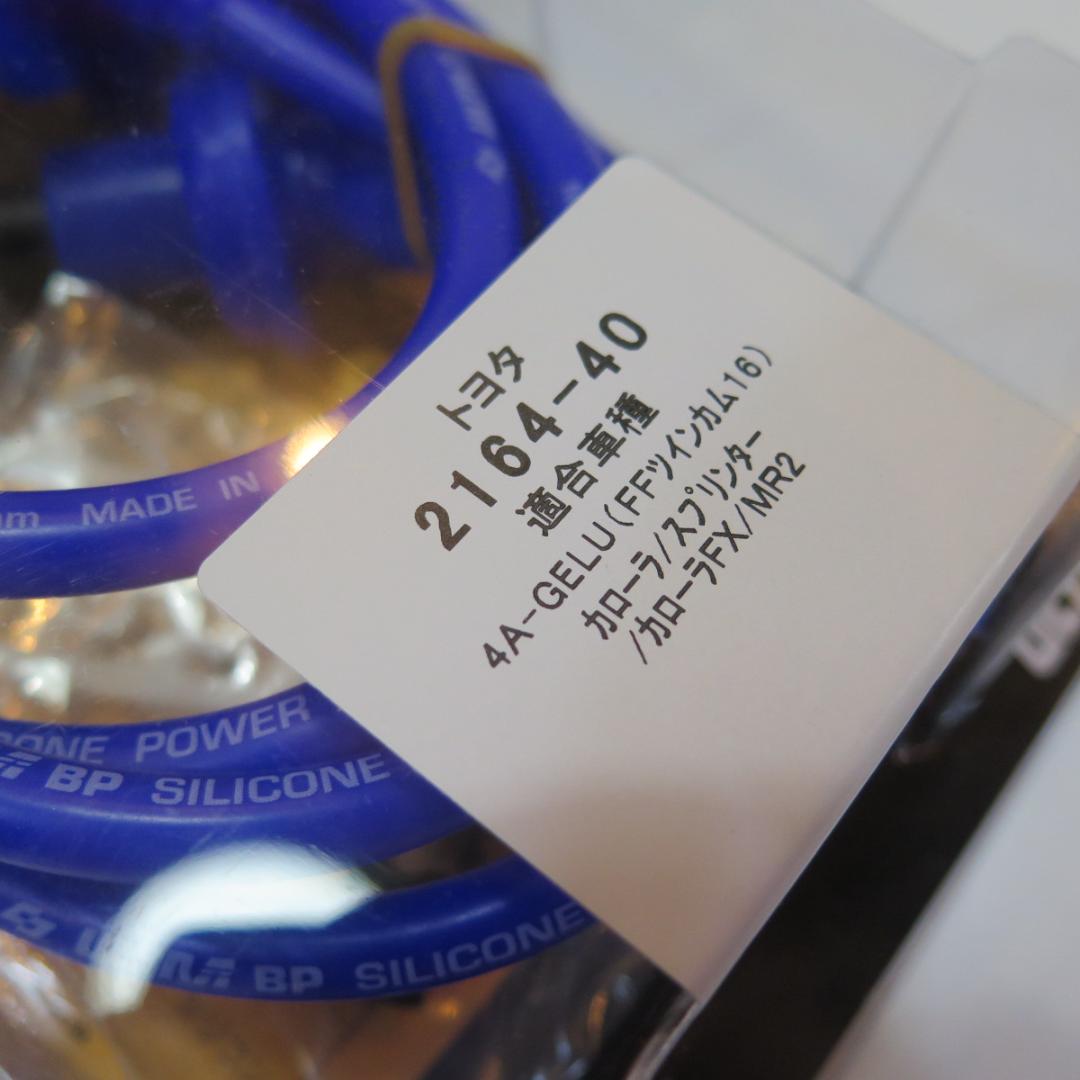 トヨタ
2164-40
適合車種
4A-GELU(FFツインカム16)
カローラ/スプリンター
/カローラFX/MR2
mm MADE IN
CONE POWER
BP SILICONE
ULTRA BP SILICONE